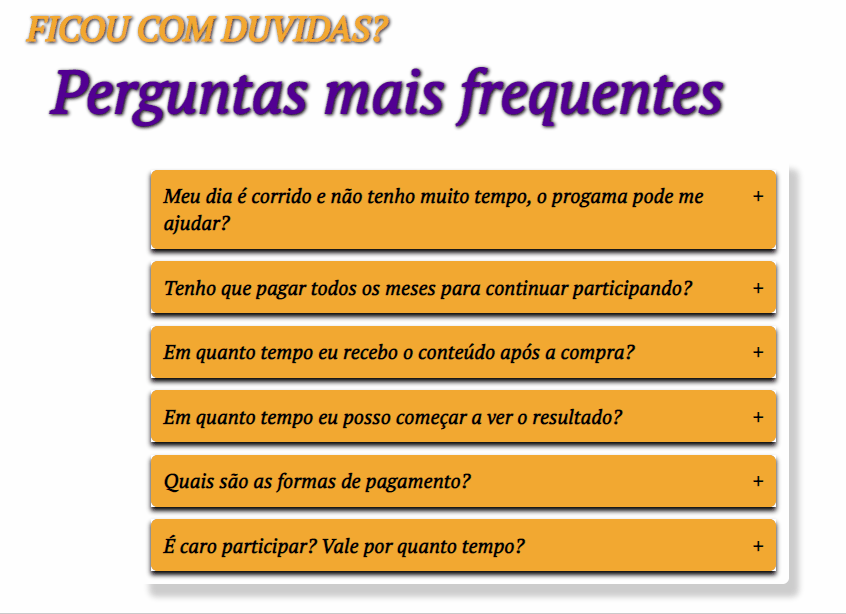 FICOU COM DUVIDAS?
Perguntas mais frequentes
Meu dia é corrido e não tenho muito tempo, o progama pode me +
ajudar?
Tenho que pagar todos os meses para continuar participando? +
Em quanto tempo eu recebo o conteúdo após a compra? +
Em quanto tempo eu posso começar a ver o resultado? +
Quais são as formas de pagamento? +
É caro participar? Vale por quanto tempo? +